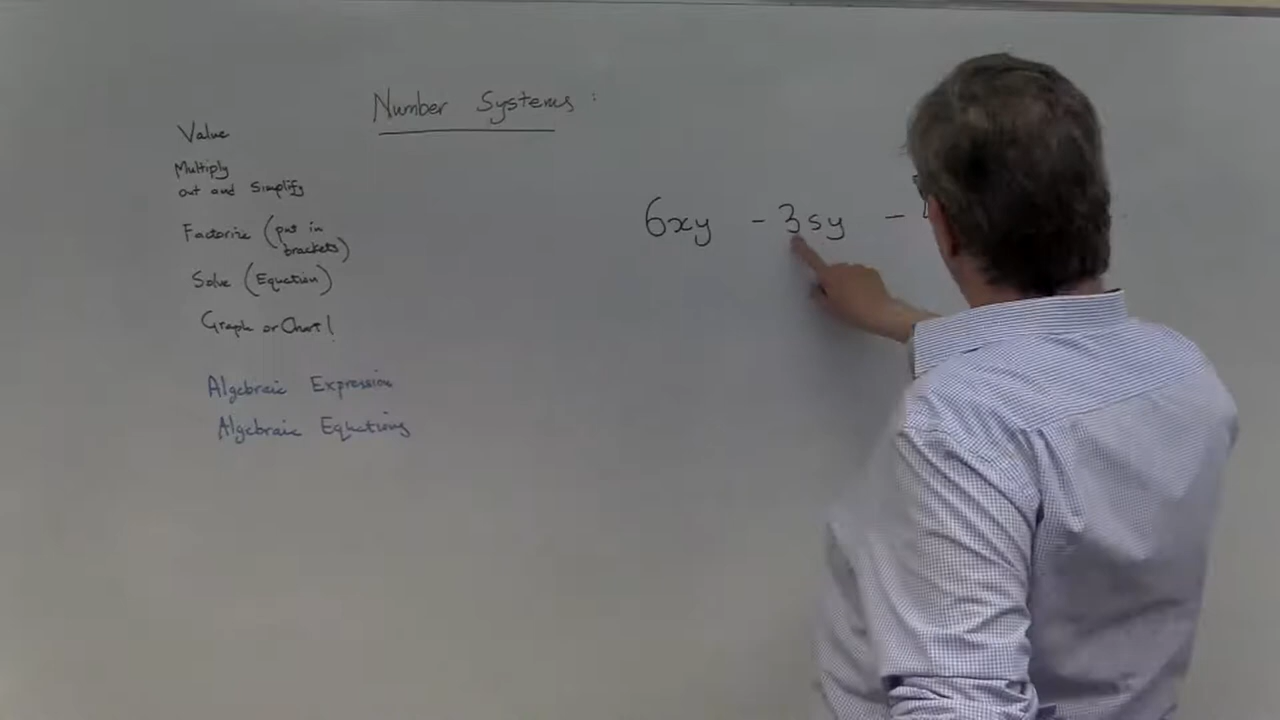 Number Systems:
Value
Multiply
out and Simplify
Factorize (put in
brackets)
Solve (Equation)
Graph or Chart!
Algebraic Expression
Algebraic Equations
6xy - 3sy -